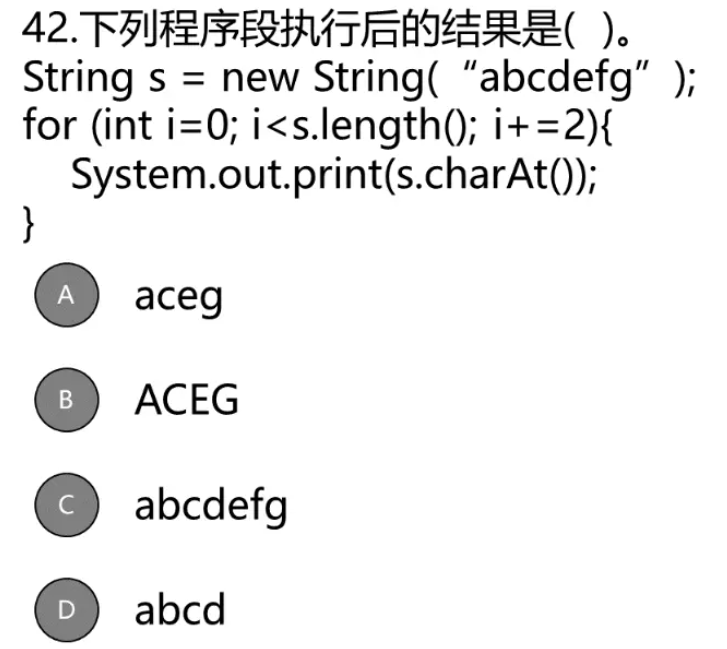 42.下列程序段执行后的结果是( )。
String s = new String( “abcdefg” );
for (int i=0; i<s.length(); i+=2){
System.out.print(s.charAt());
}
A aceg
B ACEG
C abcdefg
D abcd